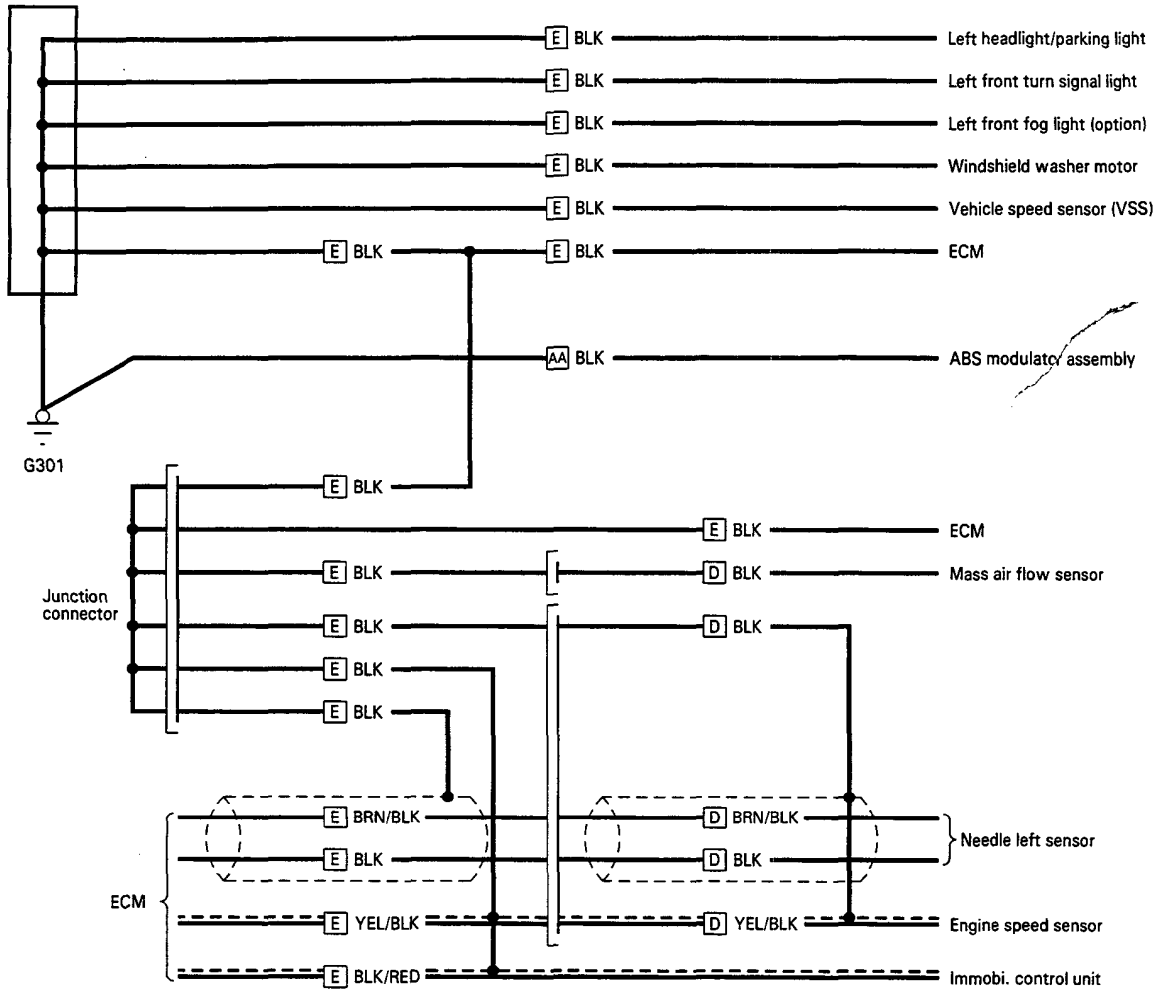 E BLK Left headlight/parking light
E BLK Left front turn signal light
E BLK Left front fog light (option)
E BLK Windshield washer motor
E BLK Vehicle speed sensor (VSS)
E BLK E BLK ECM
AA BLK ABS modulator assembly
G301
E BLK
E BLK ECM
E BLK D BLK Mass air flow sensor
Junction
connector
E BLK D BLK
E BLK
E BLK
E BRN/BLK D BRN/BLK
Needle left sensor
E BLK D BLK
ECM
E YEL/BLK D YEL/BLK Engine speed sensor
E BLK/RED Immobi. control unit